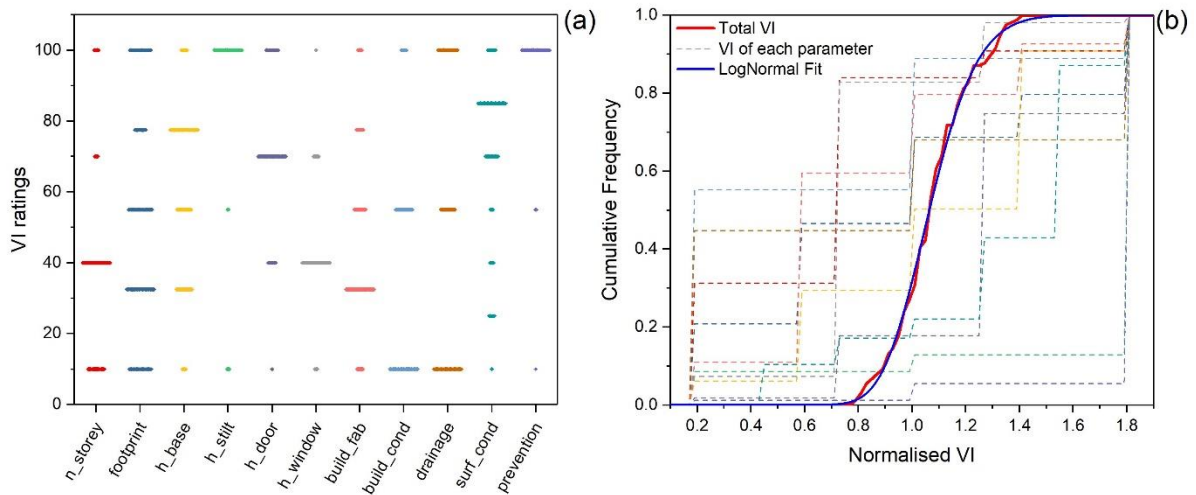 (a)
VI ratings
100
80
60
40
20
0
n_storey
footprint
h_base
h_stilt
h_door
h_window
build_fab
build_cond
drainage
surf_cond
prevention
(b)
Total VI
VI of each parameter
LogNormal Fit
Cumulative Frequency
1.0
0.8
0.6
0.4
0.2
0.0
0.2 0.4 0.6 0.8 1.0 1.2 1.4 1.6 1.8
Normalised VI